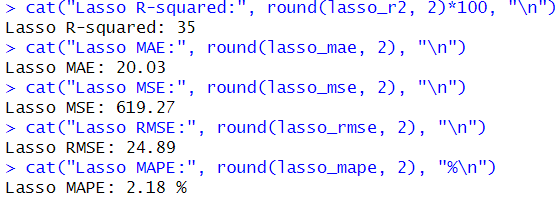 > cat("Lasso R-squared:", round(lasso_r2, 2)*100, "\n")
Lasso R-squared: 35
> cat("Lasso MAE:", round(lasso_mae, 2), "\n")
Lasso MAE: 20.03
> cat("Lasso MSE:", round(lasso_mse, 2), "\n")
Lasso MSE: 619.27
> cat("Lasso RMSE:", round(lasso_rmse, 2), "\n")
Lasso RMSE: 24.89
> cat("Lasso MAPE:", round(lasso_mape, 2), "%\n")
Lasso MAPE: 2.18 %